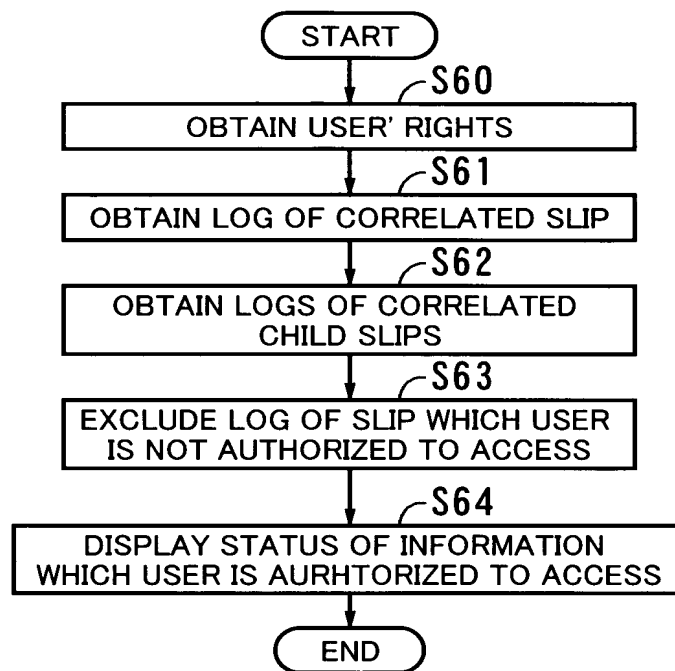 START
S60
OBTAIN USER' RIGHTS
S61
OBTAIN LOG OF CORRELATED SLIP
S62
OBTAIN LOGS OF CORRELATED
CHILD SLIPS
S63
EXCLUDE LOG OF SLIP WHICH USER
IS NOT AUTHORIZED TO ACCESS
S64
DISPLAY STATUS OF INFORMATION
WHICH USER IS AURHTORIZED TO ACCESS
END